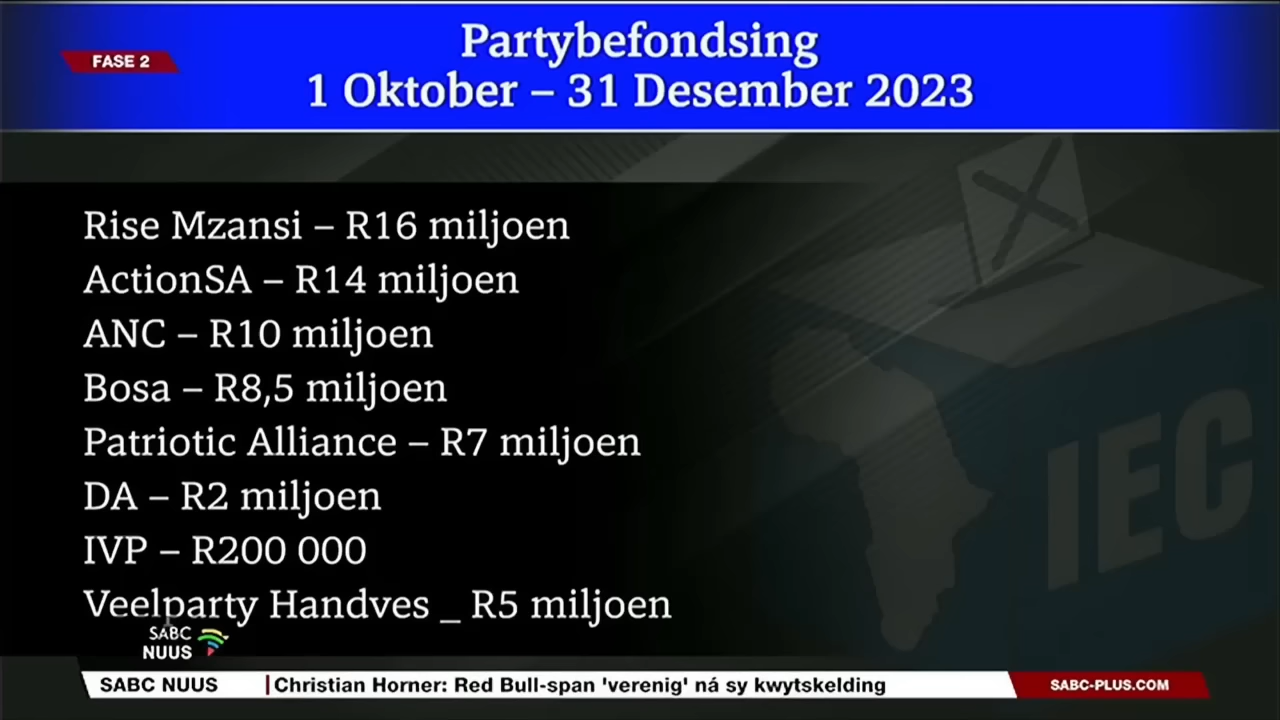 Partybefondsing
FASE 2
1 Oktober – 31 Desember 2023
Rise Mzansi – R16 miljoen
ActionSA – R14 miljoen
ANC – R10 miljoen
Bosa – R8,5 miljoen
Patriotic Alliance – R7 miljoen
DA – R2 miljoen
IVP – R200 000
Veelparty Handves _ R5 miljoen
IEC
SABC
NUUS
SABC NUUS
Christian Horner: Red Bull-span 'verenig' ná sy kwytskelding
SABC-PLUS.COM